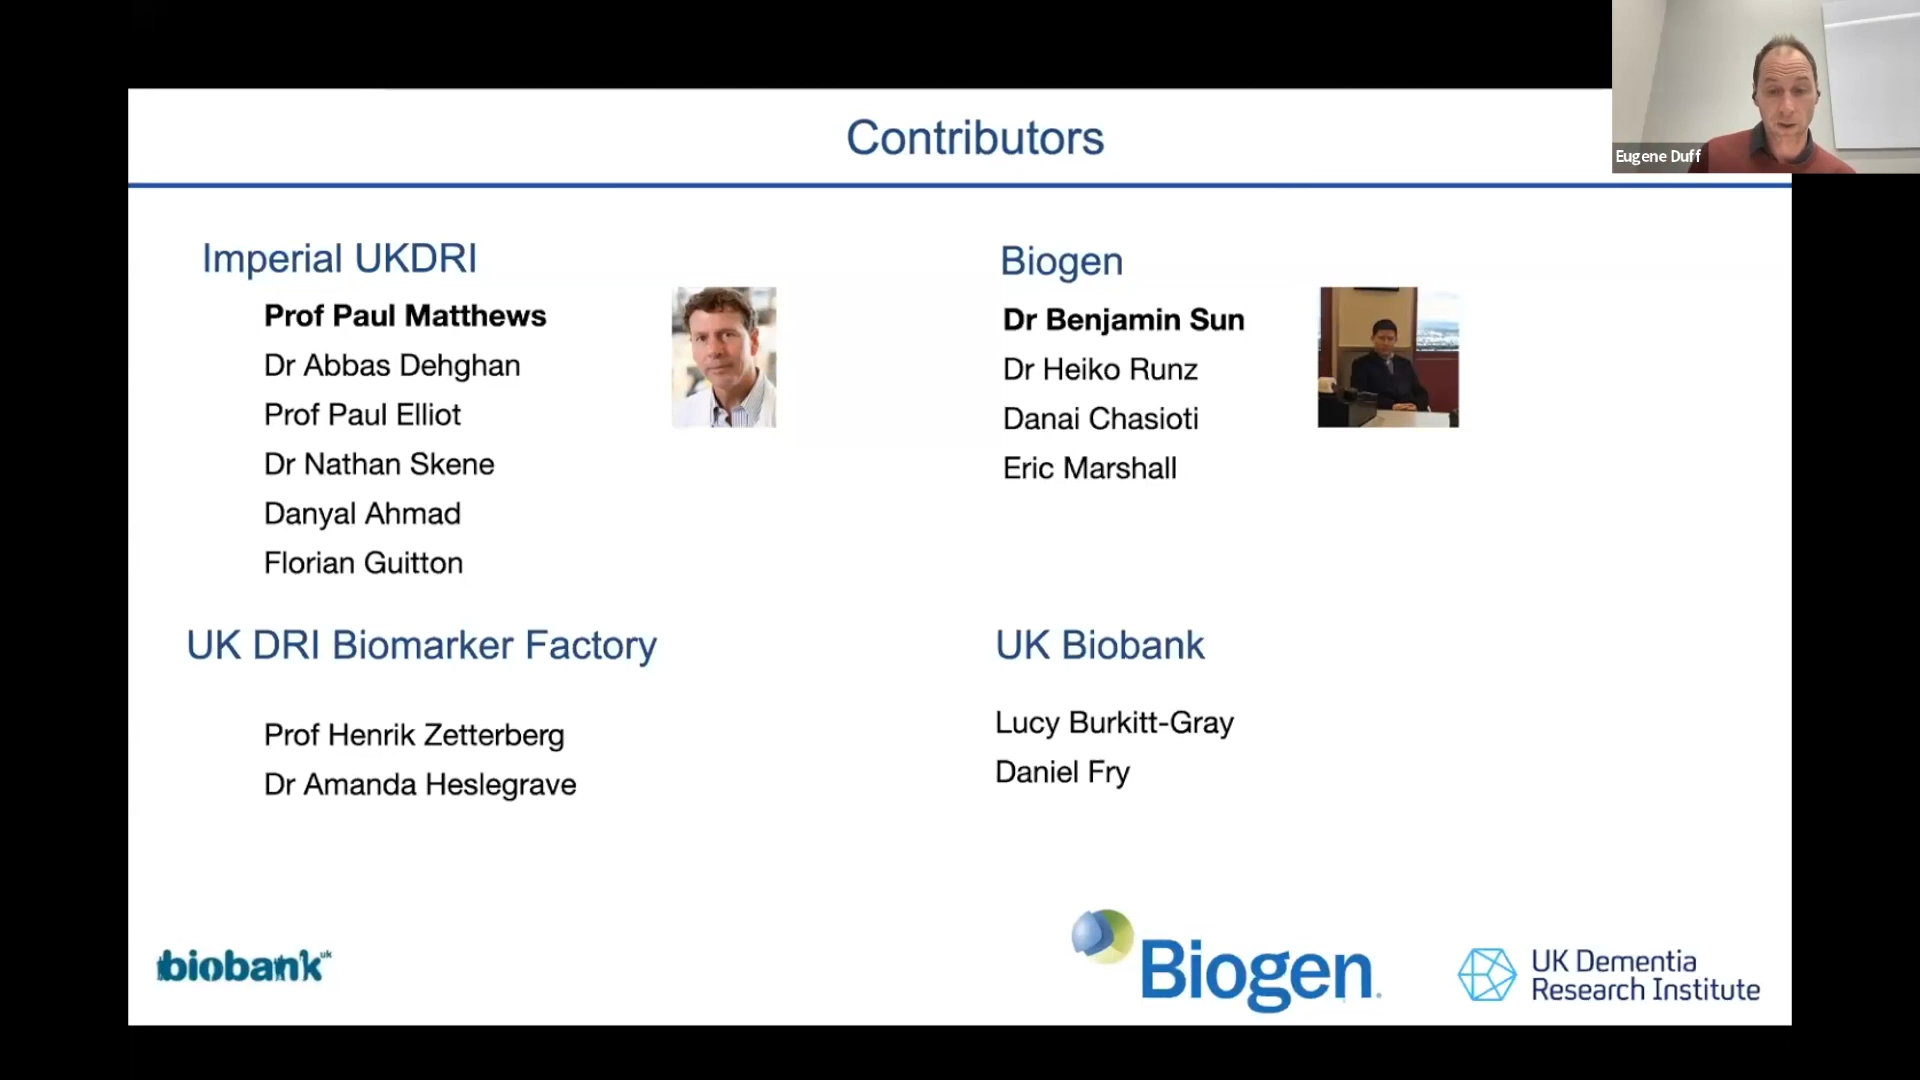 Contributors
Eugene Duff
Imperial UKDRI
Prof Paul Matthews
Dr Abbas Dehghan
Prof Paul Elliot
Dr Nathan Skene
Danyal Ahmad
Florian Guitton
Biogen
Dr Benjamin Sun
Dr Heiko Runz
Danai Chasioti
Eric Marshall
UK DRI Biomarker Factory
Prof Henrik Zetterberg
Dr Amanda Heslegrave
UK Biobank
Lucy Burkitt-Gray
Daniel Fry
biobank uk
Biogen.
UK Dementia
Research Institute